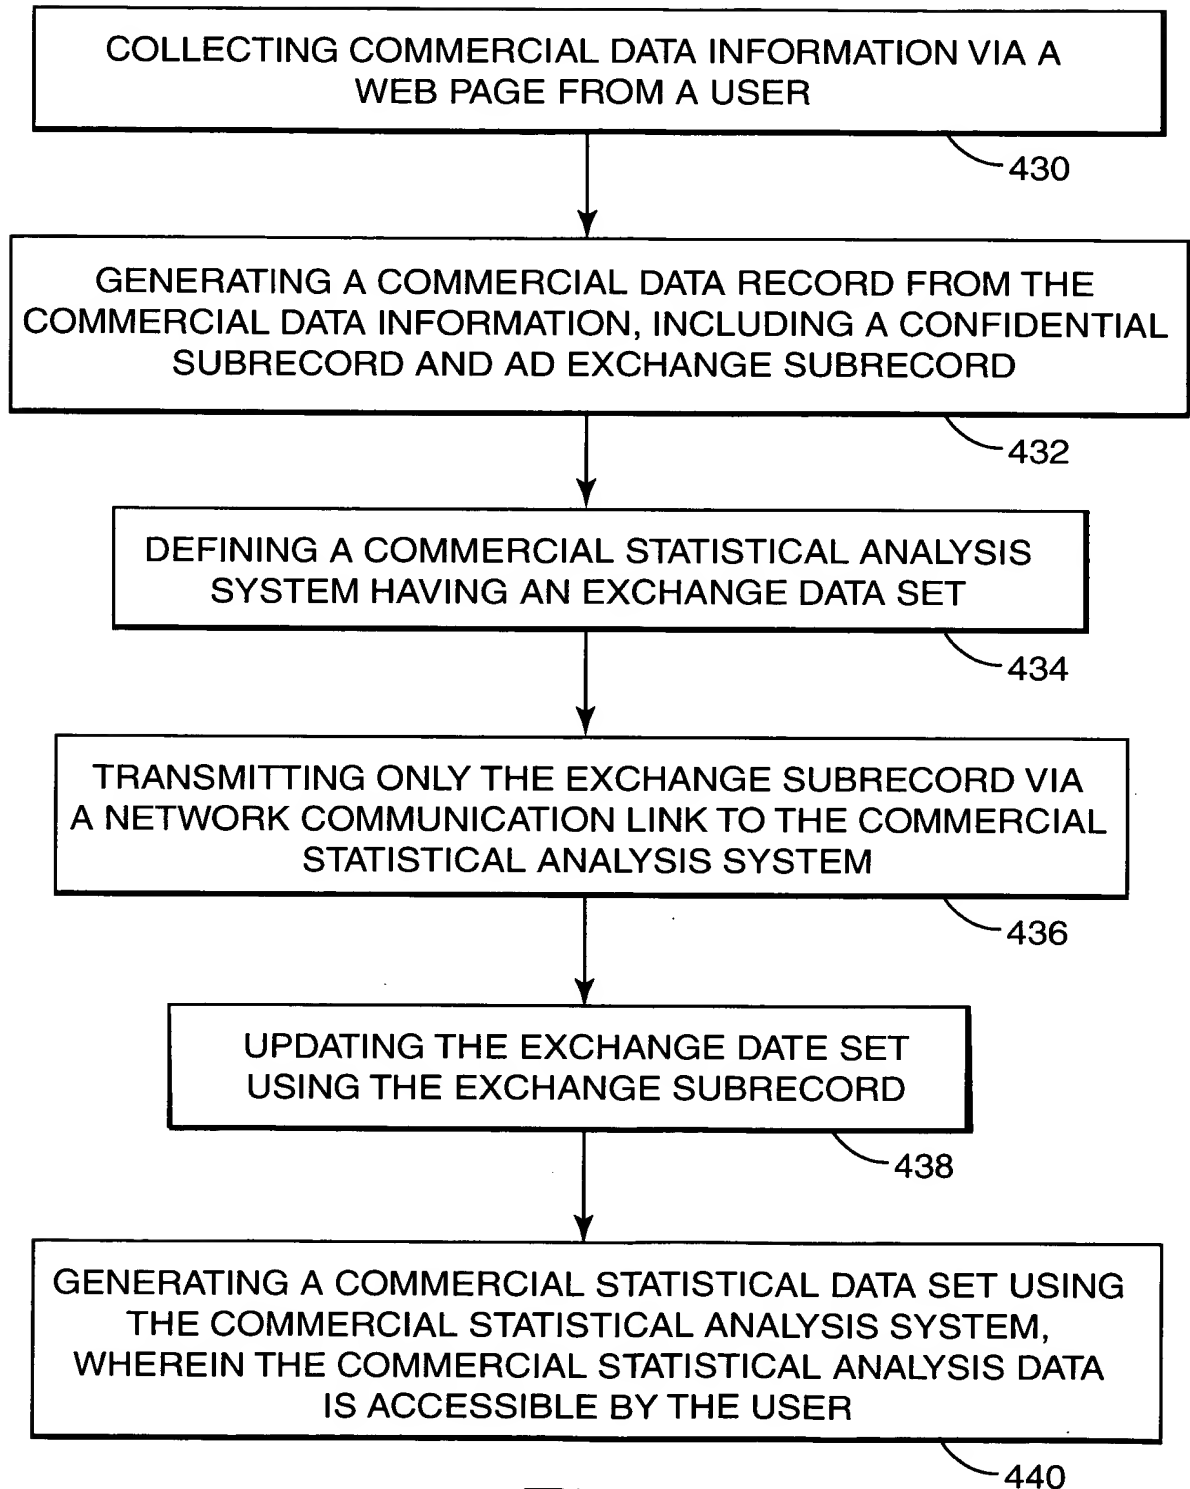 COLLECTING COMMERCIAL DATA INFORMATION VIA A
WEB PAGE FROM A USER
430
GENERATING A COMMERCIAL DATA RECORD FROM THE
COMMERCIAL DATA INFORMATION, INCLUDING A CONFIDENTIAL
SUBRECORD AND AD EXCHANGE SUBRECORD
432
DEFINING A COMMERCIAL STATISTICAL ANALYSIS
SYSTEM HAVING AN EXCHANGE DATA SET
434
TRANSMITTING ONLY THE EXCHANGE SUBRECORD VIA
A NETWORK COMMUNICATION LINK TO THE COMMERCIAL
STATISTICAL ANALYSIS SYSTEM
436
UPDATING THE EXCHANGE DATE SET
USING THE EXCHANGE SUBRECORD
438
GENERATING A COMMERCIAL STATISTICAL DATA SET USING
THE COMMERCIAL STATISTICAL ANALYSIS SYSTEM,
WHEREIN THE COMMERCIAL STATISTICAL ANALYSIS DATA
IS ACCESSIBLE BY THE USER
440